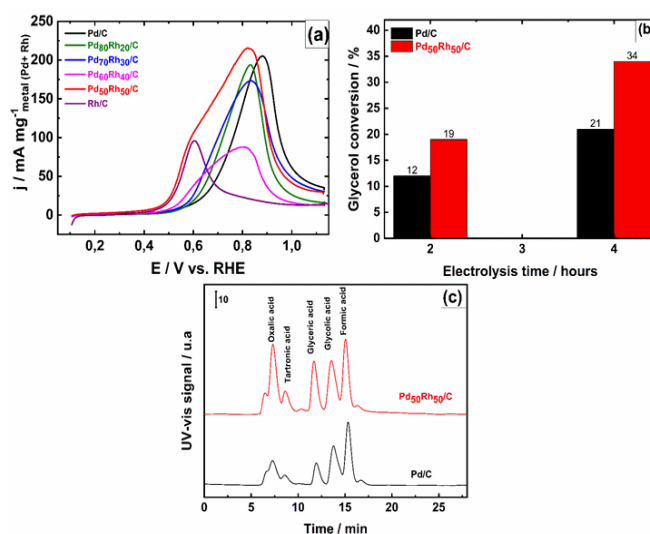 (a)
Pd/C
Pd80Rh20/C
Pd70Rh30/C
Pd60Rh40/C
Pd50Rh50/C
Rh/C
j / mA mg-1 metal (Pd+ Rh)
250
200
150
100
50
0
0,2 0,4 0,6 0,8 1,0
E / V vs. RHE
(b)
Pd/C
Pd50Rh50/C
Glycerol conversion / %
40
35
30
25
20
15
10
5
0
12
19
21
34
2 3 4
Electrolysis time / hours
(c)
10
UV-vis signal / u.a
Oxalic acid
Tartronic acid
Glyceric acid
Glycolic acid
Formic acid
Pd50Rh50/C
Pd/C
0 5 10 15 20 25
Time / min